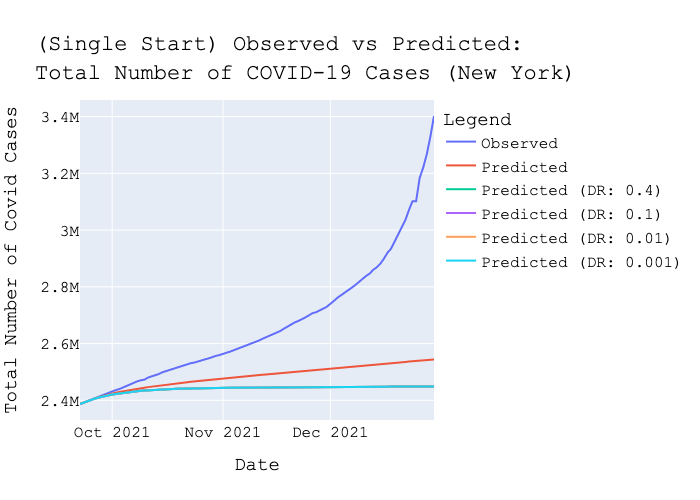 (Single Start) Observed vs Predicted:
Total Number of COVID-19 Cases (New York)
Total Number of Covid Cases
3.4M
3.2M
3M
2.8M
2.6M
2.4M
Oct 2021
Nov 2021
Dec 2021
Date
Legend
Observed
Predicted
Predicted (DR: 0.4)
Predicted (DR: 0.1)
Predicted (DR: 0.01)
Predicted (DR: 0.001)